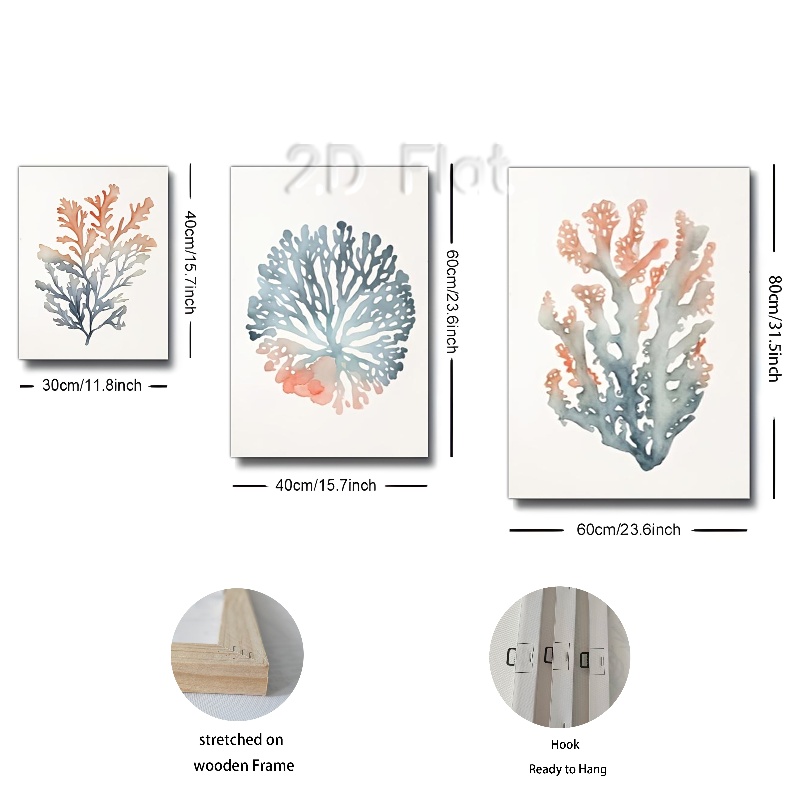 2D Flat
40cm/15.7inch
30cm/11.8inch
60cm/23.6inch
40cm/15.7inch
80cm/31.5inch
60cm/23.6inch
stretched on
wooden Frame
Hook
Ready to Hang